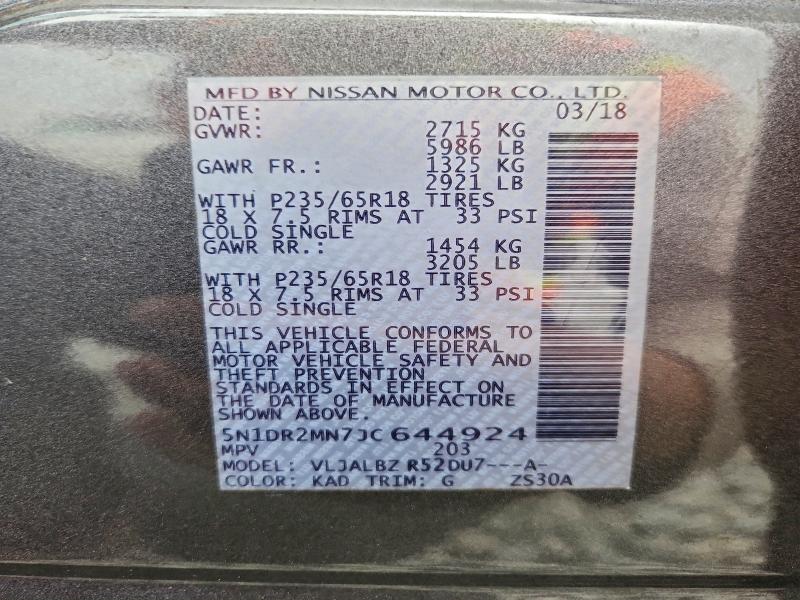 MFD BY NISSAN MOTOR CO., LTD.
DATE: 03/18
GVWR: 2715 KG
5986 LB
GAWR FR.: 1325 KG
2921 LB
WITH P235/65R18 TIRES
18 X 7.5 RIMS AT 33 PSI
COLD SINGLE
GAWR RR.: 1454 KG
3205 LB
WITH P235/65R18 TIRES
18 X 7.5 RIMS AT 33 PSI
COLD SINGLE
THIS VEHICLE CONFORMS TO
ALL APPLICABLE FEDERAL
MOTOR VEHICLE SAFETY AND
THEFT PREVENTION
STANDARDS IN EFFECT ON
THE DATE OF MANUFACTURE
SHOWN ABOVE.
5N1DR2MN7JC644924
MPV 203
MODEL: VLJALBZ R52DU7---A-
COLOR: KAD TRIM: G ZS30A